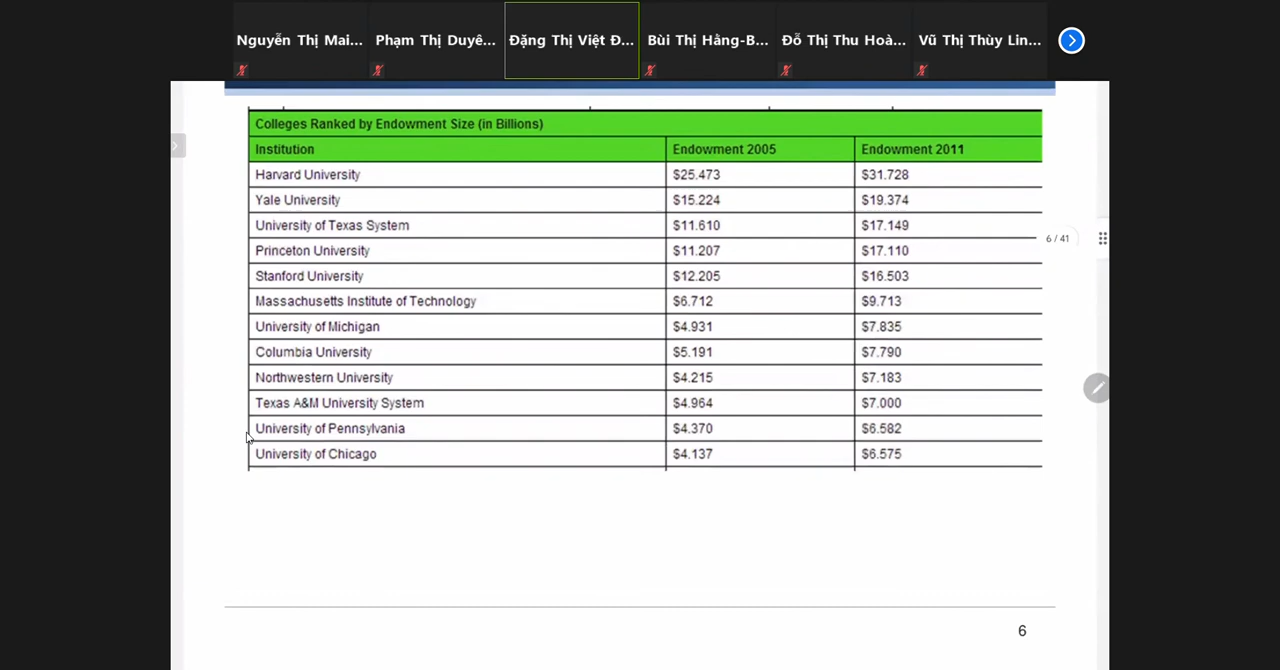 Nguyễn Thị Mai... Phạm Thị Duyê... Đặng Thị Việt Đ... Bùi Thị Hằng-B... Đỗ Thị Thu Hoà... Vũ Thị Thùy Lin...
Colleges Ranked by Endowment Size (in Billions)
Institution Endowment 2005 Endowment 2011
Harvard University $25.473 $31.728
Yale University $15.224 $19.374
University of Texas System $11.610 $17.149
Princeton University $11.207 $17.110
6 / 41
Stanford University $12.205 $16.503
Massachusetts Institute of Technology $6.712 $9.713
University of Michigan $4.931 $7.835
Columbia University $5.191 $7.790
Northwestern University $4.215 $7.183
Texas A&M University System $4.964 $7.000
University of Pennsylvania $4.370 $6.582
University of Chicago $4.137 $6.575
6